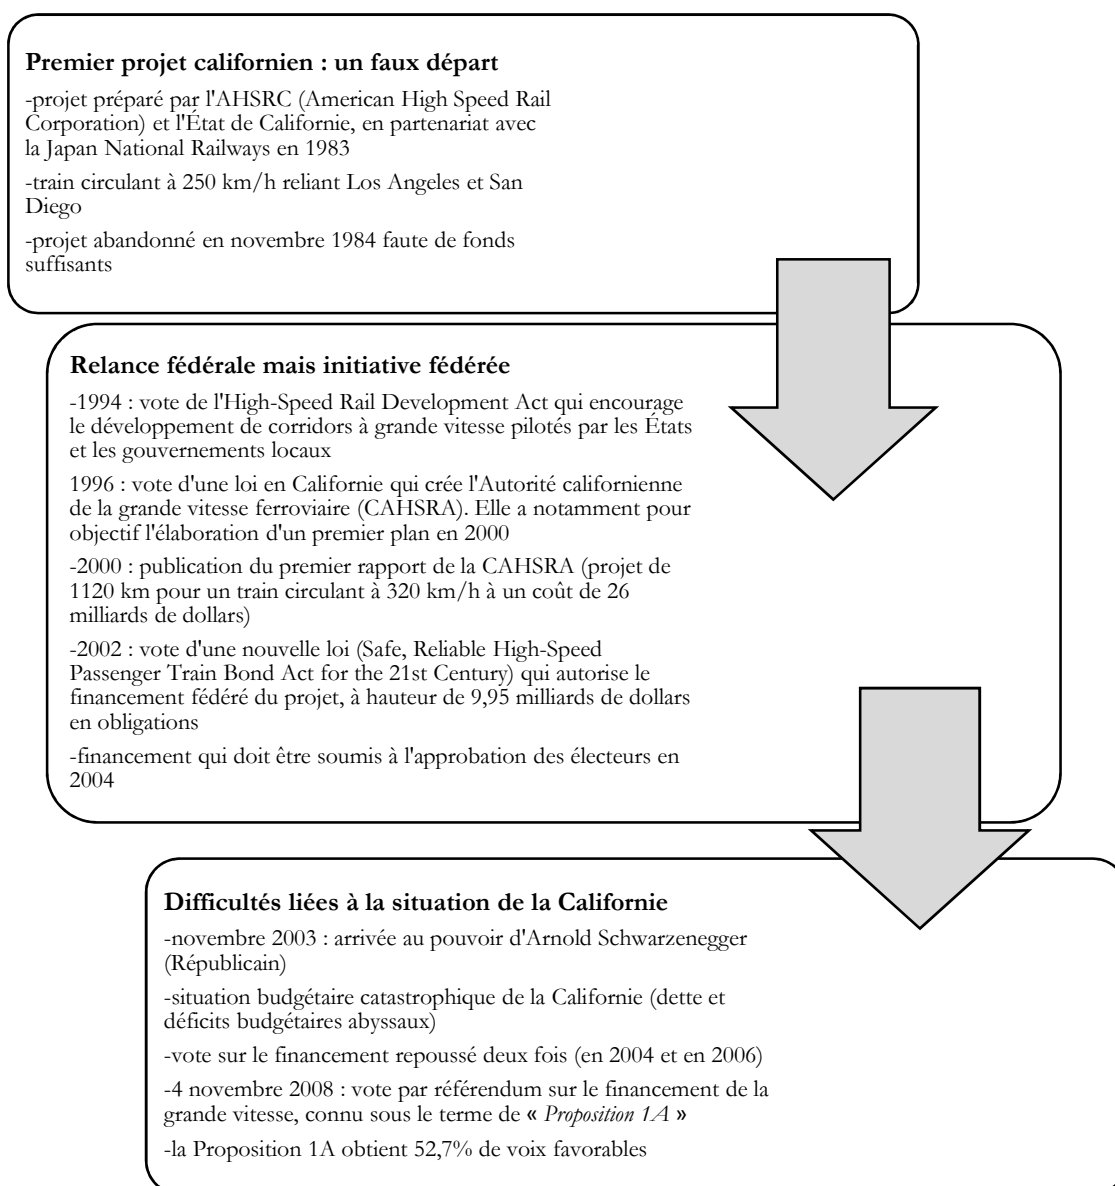 Premier projet californien : un faux départ
-projet préparé par l'AHSRC (American High Speed Rail
Corporation) et l'État de Californie, en partenariat avec
la Japan National Railways en 1983
-train circulant à 250 km/h reliant Los Angeles et San
Diego
-projet abandonné en novembre 1984 faute de fonds
suffisants
Relance fédérale mais initiative fédérée
-1994 : vote de l'High-Speed Rail Development Act qui encourage
le développement de corridors à grande vitesse pilotés par les États
et les gouvernements locaux
1996 : vote d'une loi en Californie qui crée l'Autorité californienne
de la grande vitesse ferroviaire (CAHSRA). Elle a notamment pour
objectif l'élaboration d'un premier plan en 2000
-2000 : publication du premier rapport de la CAHSRA (projet de
1120 km pour un train circulant à 320 km/h à un coût de 26
milliards de dollars)
-2002 : vote d'une nouvelle loi (Safe, Reliable High-Speed
Passenger Train Bond Act for the 21st Century) qui autorise le
financement fédéré du projet, à hauteur de 9,95 milliards de dollars
en obligations
-financement qui doit être soumis à l'approbation des électeurs en
2004
Difficultés liées à la situation de la Californie
-novembre 2003 : arrivée au pouvoir d'Arnold Schwarzenegger
(Républicain)
-situation budgétaire catastrophique de la Californie (dette et
déficits budgétaires abyssaux)
-vote sur le financement repoussé deux fois (en 2004 et en 2006)
-4 novembre 2008 : vote par référendum sur le financement de la
grande vitesse, connu sous le terme de « Proposition 1A »
-la Proposition 1A obtient 52,7% de voix favorables